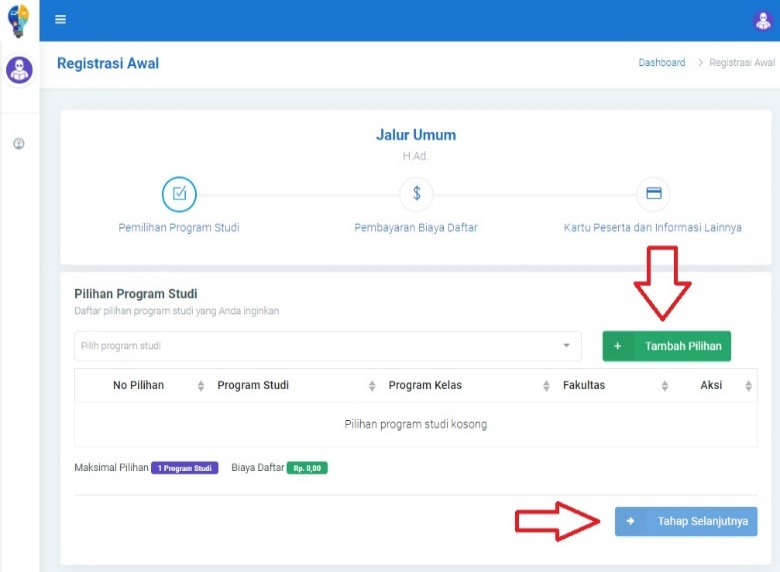 Registrasi Awal
Dashboard > Registrasi Awal
Jalur Umum
H.Ad.
$
Pemilihan Program Studi
Pembayaran Biaya Daftar
Kartu Peserta dan Informasi Lainnya
Pilihan Program Studi
Daftar pilihan program studi yang Anda inginkan
Pilih program studi
+ Tambah Pilihan
No Pilihan Program Studi Program Kelas Fakultas Aksi
Pilihan program studi kosong
Maksimal Pilihan 1 Program Studi Biaya Daftar Rp. 0,00
Tahap Selanjutnya